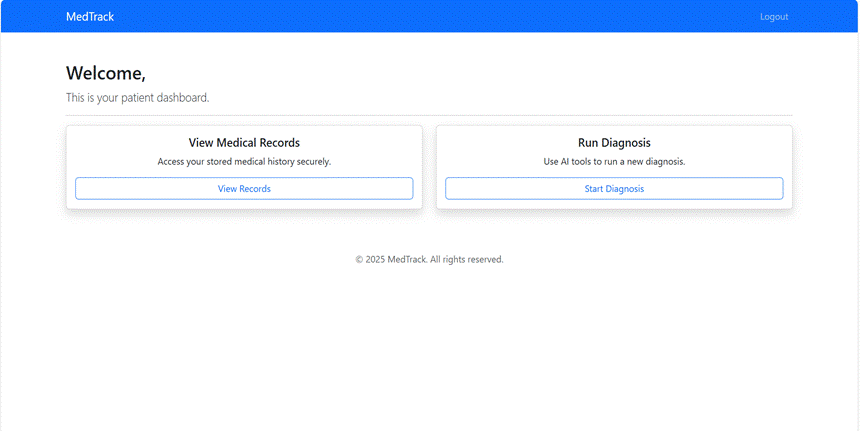 MedTrack
Logout
Welcome,
This is your patient dashboard.
View Medical Records
Access your stored medical history securely.
View Records
Run Diagnosis
Use AI tools to run a new diagnosis.
Start Diagnosis
© 2025 MedTrack. All rights reserved.